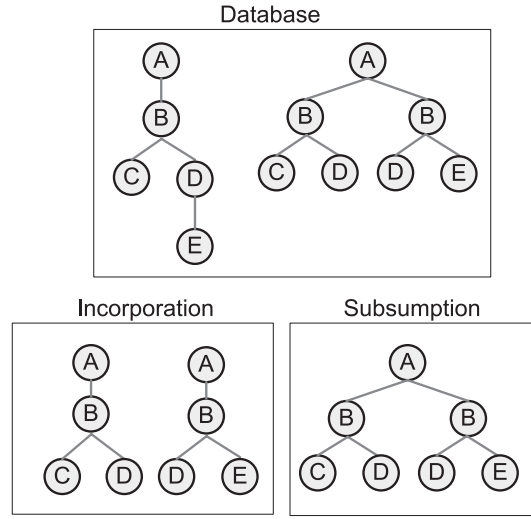 Database
A A
B B B
C D C D D E
E
Incorporation Subsumption
A A A
B B B B
C D D E C D D E